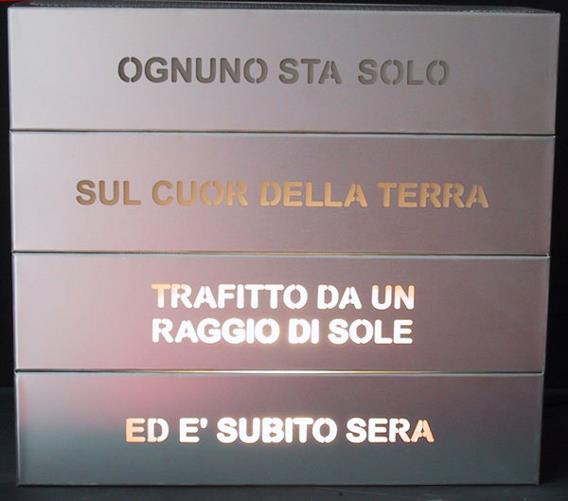 OGNUNO STA SOLO
SUL CUOR DELLA TERRA
TRAFITTO DA UN
RAGGIO DI SOLE
ED E' SUBITO SERA